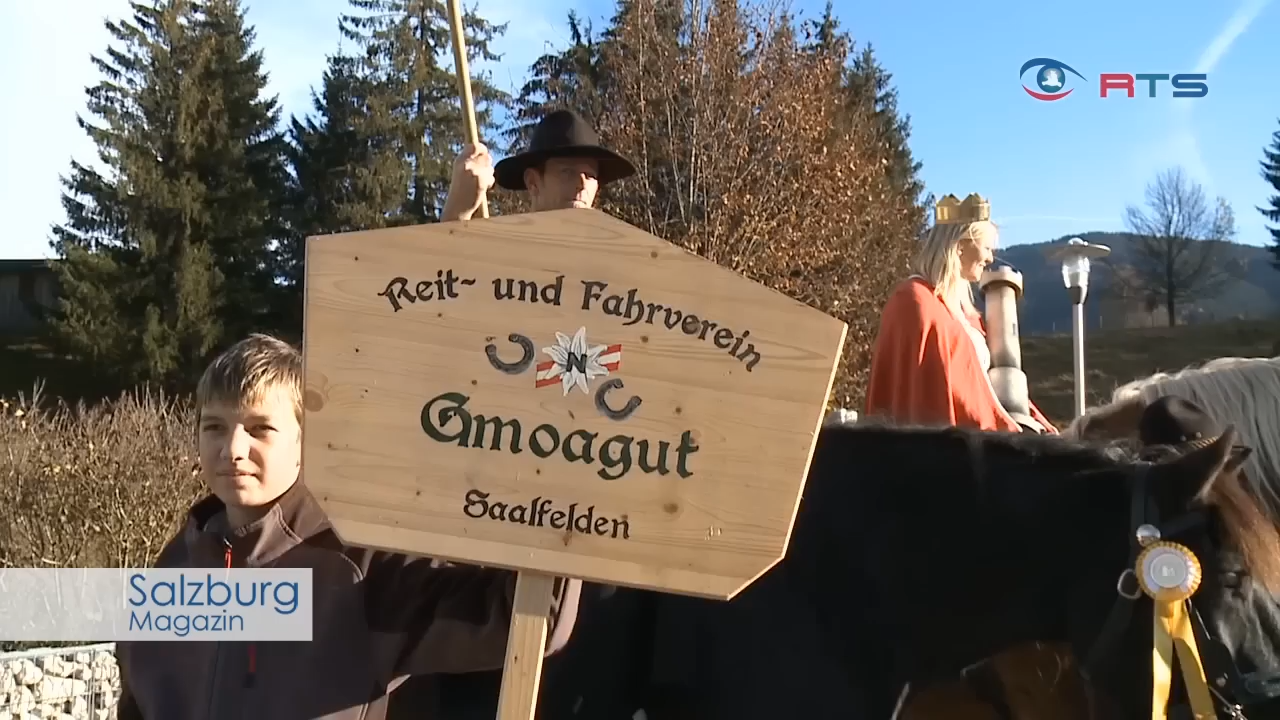 RTS
Reit- und Fahrverein
N
Gmoagut
Saalfelden
Salzburg
Magazin